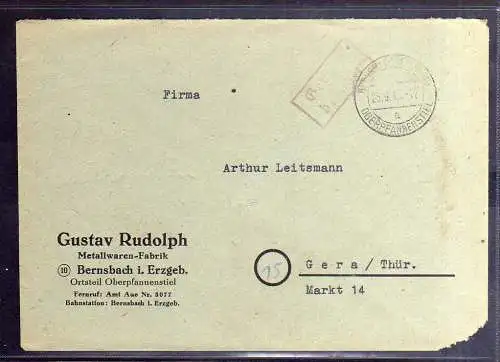 Firma
OBERPFANNENSTIEL
a
Arthur Leitsmann
Gustav Rudolph
Metallwaren-Fabrik
10 Bernsbach i. Erzgeb.
Ortsteil Oberpfannenstiel
Fernruf: Amt Aue Nr. 3077
Bahnstation: Bernsbach i. Erzgeb.
15
Gera/Thür.
Markt 14